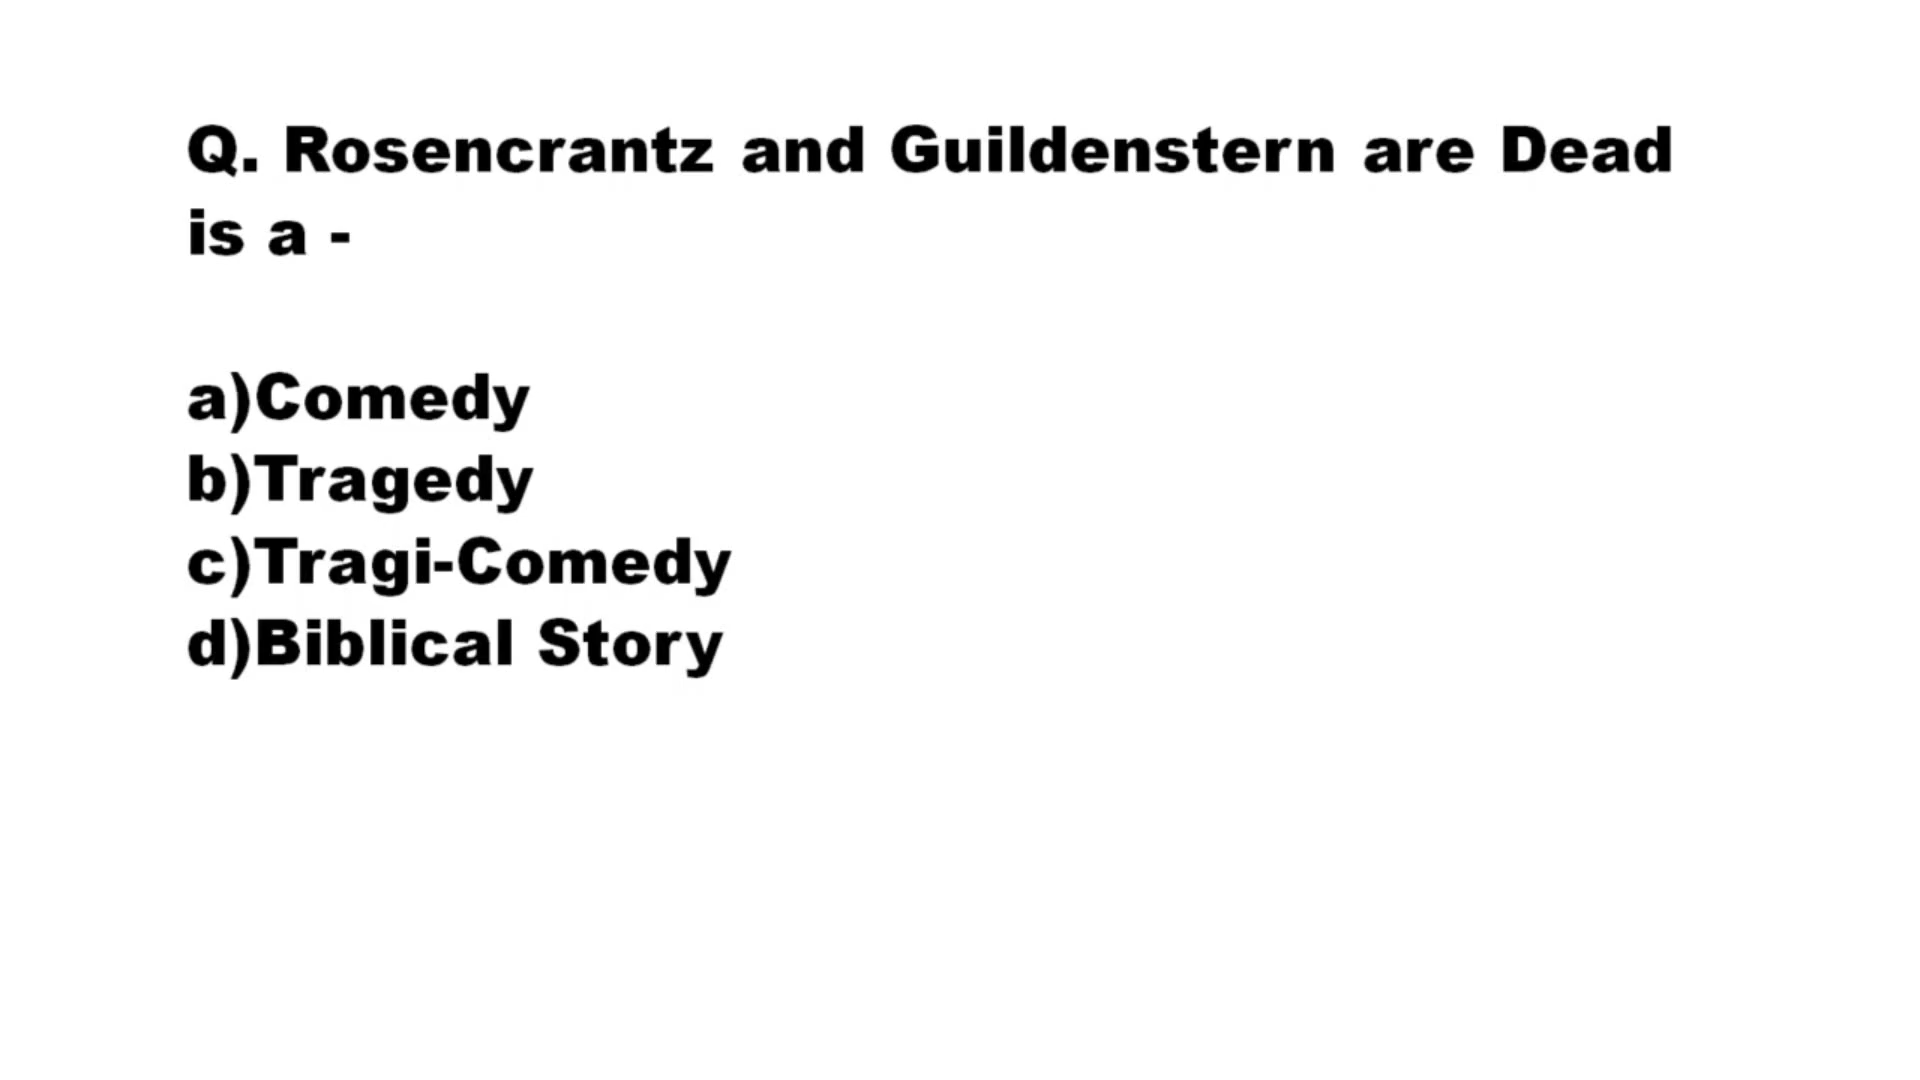 Q. Rosencrantz and Guildenstern are Dead
is a -
a)Comedy
b)Tragedy
c)Tragi-Comedy
d)Biblical Story